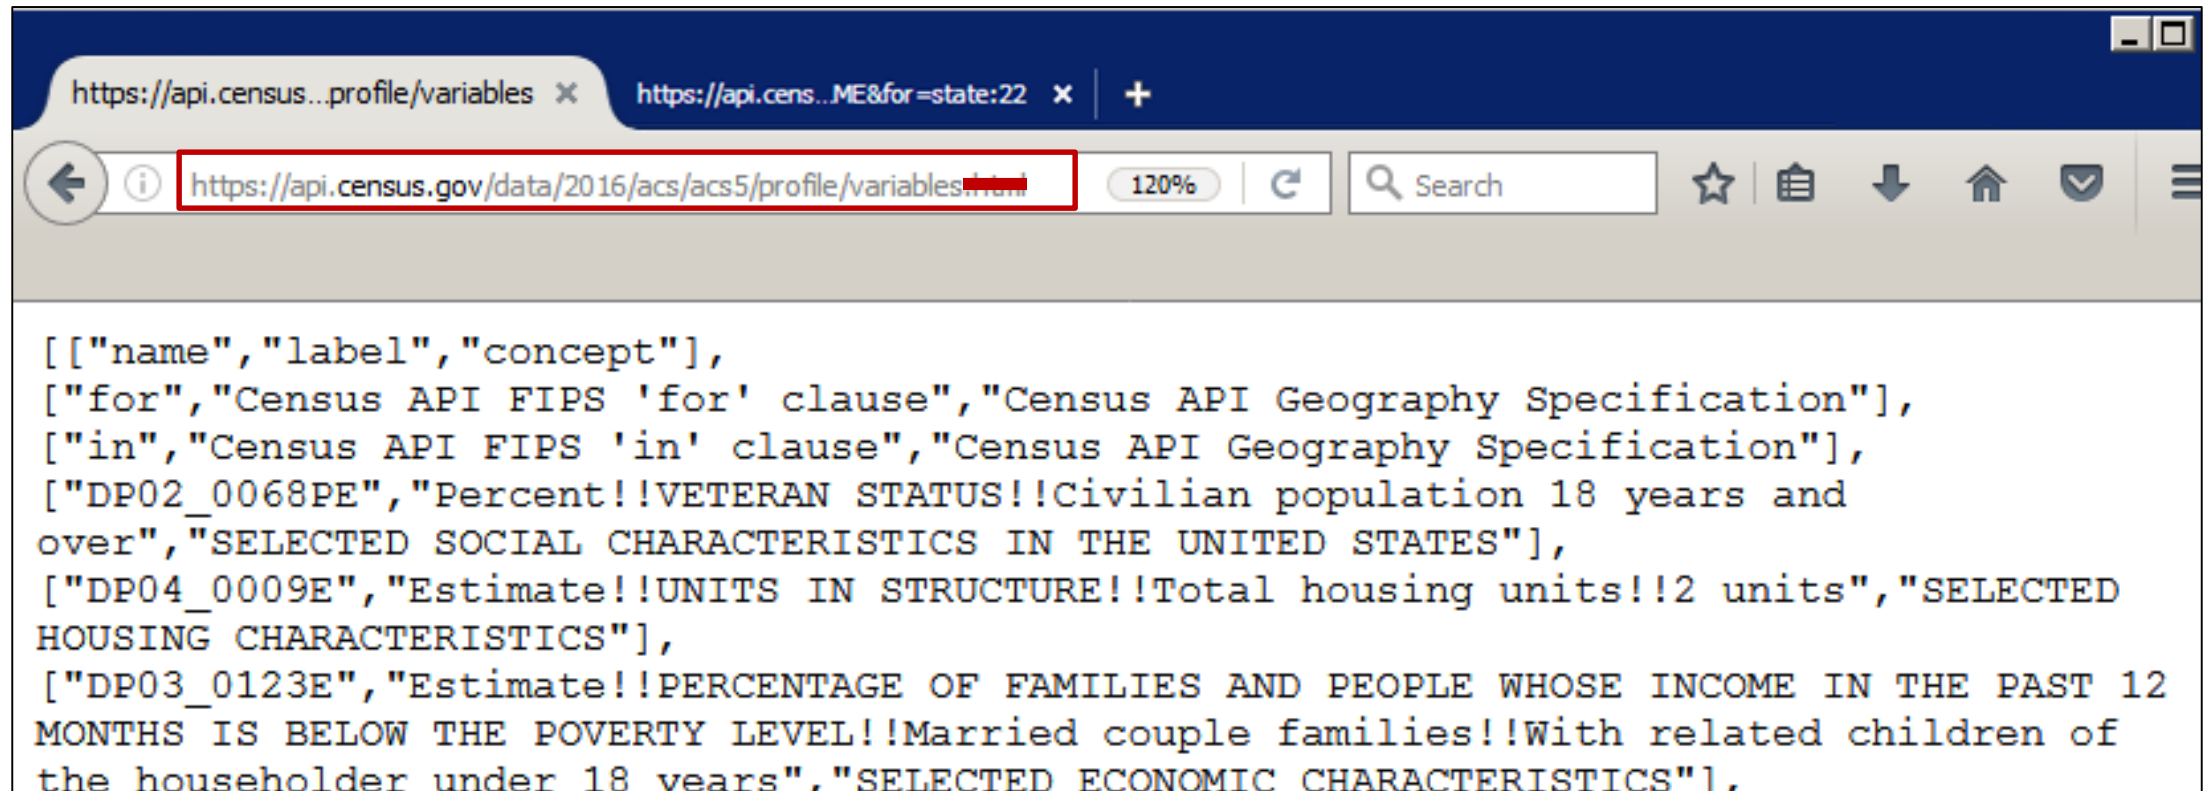 https://api.census...profile/variables
https://api.cens...ME&for=state:22
https://api.census.gov/data/2016/acs/acs5/profile/variables.html
120%
Search
[["name","label","concept"],
["for","Census API FIPS 'for' clause","Census API Geography Specification"],
["in","Census API FIPS 'in' clause","Census API Geography Specification"],
["DP02_0068PE","Percent!!VETERAN STATUS!!Civilian population 18 years and
over","SELECTED SOCIAL CHARACTERISTICS IN THE UNITED STATES"],
["DP04_0009E","Estimate!!UNITS IN STRUCTURE!!Total housing units!!2 units","SELECTED
HOUSING CHARACTERISTICS"],
["DP03_0123E","Estimate!!PERCENTAGE OF FAMILIES AND PEOPLE WHOSE INCOME IN THE PAST 12
MONTHS IS BELOW THE POVERTY LEVEL!!Married couple families!!With related children of
the householder under 18 years","SELECTED ECONOMIC CHARACTERISTICS"],